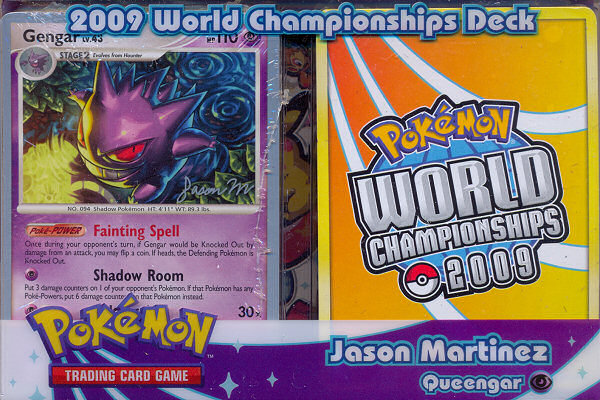 2009 World Championships Deck
Gengar LV.43
HP 110
STAGE 2 Evolves from Haunter
Jason M
NO. 094 Shadow Pokémon HT: 4'11" WT: 89.3 lbs.
Poké-POWER Fainting Spell
Once during your opponent's turn, if Gengar would be Knocked Out by
damage from an attack, you may flip a coin. If heads, the Defending Pokémon is
Knocked Out.
Shadow Room
Put 3 damage counters on 1 of your opponent's Pokémon. If that Pokémon has any
Poké-Powers, put 6 damage counters on that Pokémon instead.
30×
POKéMON
WORLD
CHAMPIONSHIPS
2009
POKéMON
TRADING CARD GAME
Jason Martinez
Queengar